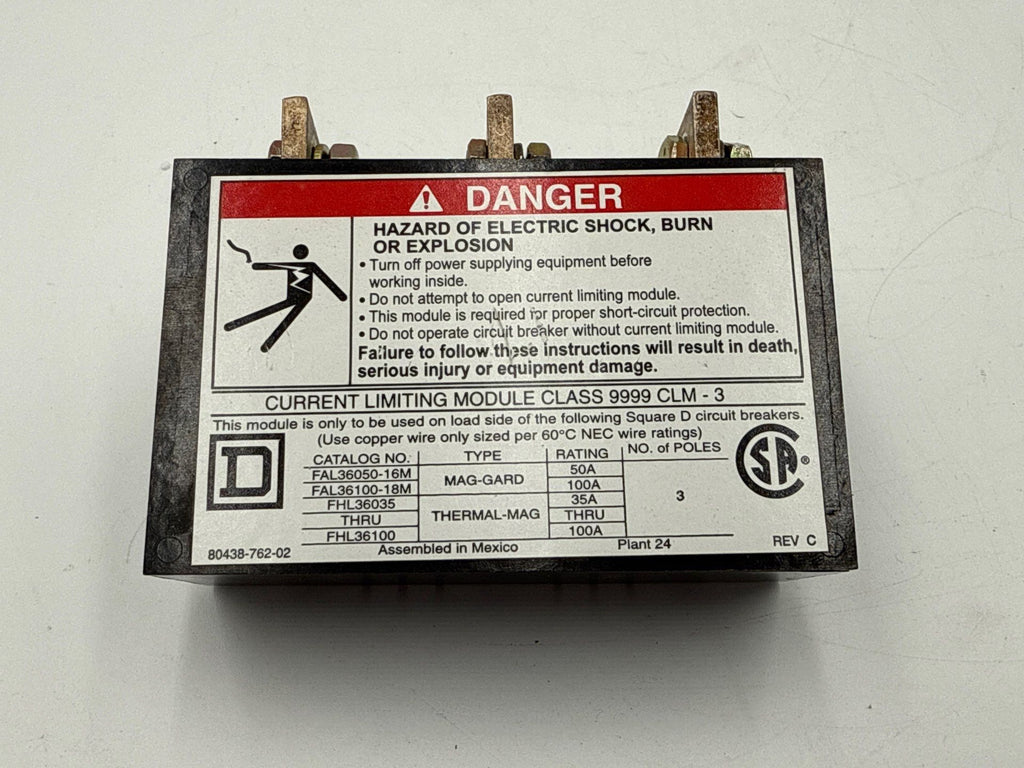 DANGER
HAZARD OF ELECTRIC SHOCK, BURN
OR EXPLOSION
• Turn off power supplying equipment before
working inside.
• Do not attempt to open current limiting module.
• This module is required for proper short-circuit protection.
• Do not operate circuit breaker without current limiting module.
Failure to follow these instructions will result in death,
serious injury or equipment damage.
CURRENT LIMITING MODULE CLASS 9999 CLM - 3
This module is only to be used on load side of the following Square D circuit breakers.
(Use copper wire only sized per 60°C NEC wire ratings)
D
CATALOG NO. TYPE RATING NO. of POLES
FAL36050-16M MAG-GARD 50A
FAL36100-18M 100A
FHL36035 THERMAL-MAG 35A 3
THRU THRU
FHL36100 100A
SA®
80438-762-02 Assembled in Mexico Plant 24 REV C